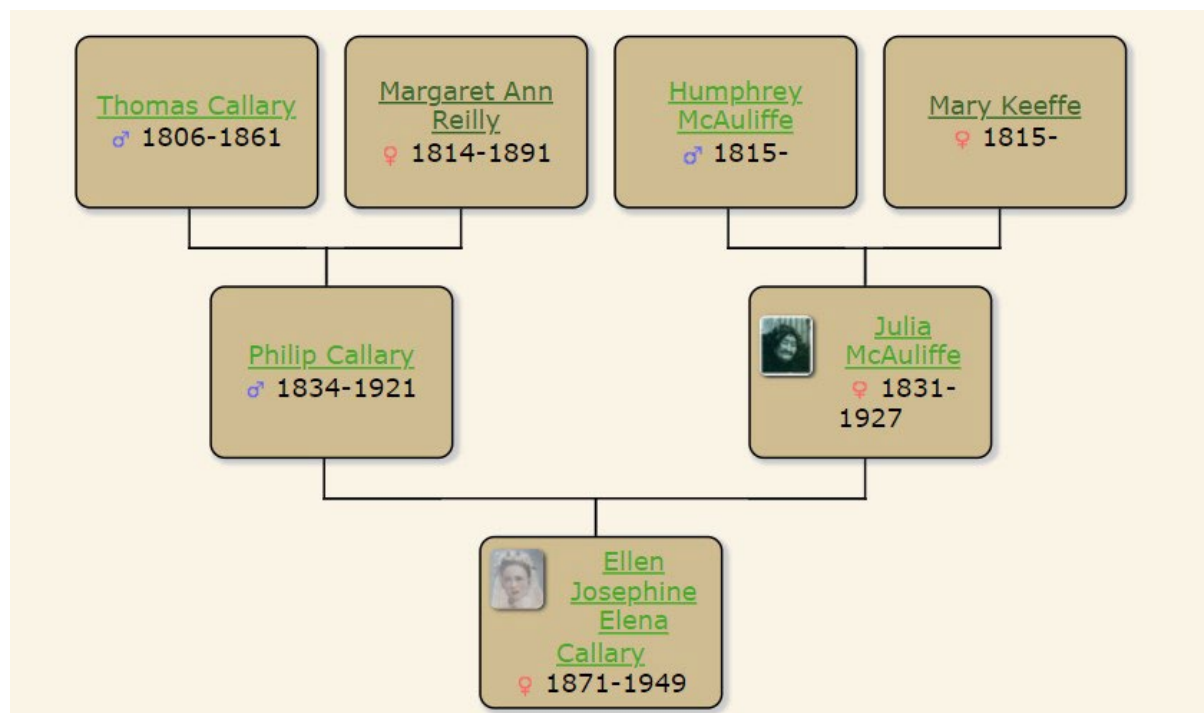 Thomas Callary
♂ 1806-1861
Margaret Ann
Reilly
♀ 1814-1891
Humphrey
McAuliffe
♂ 1815-
Mary Keeffe
♀ 1815-
Philip Callary
♂ 1834-1921
Julia
McAuliffe
♀ 1831-
1927
Ellen
Josephine
Elena
Callary
♀ 1871-1949